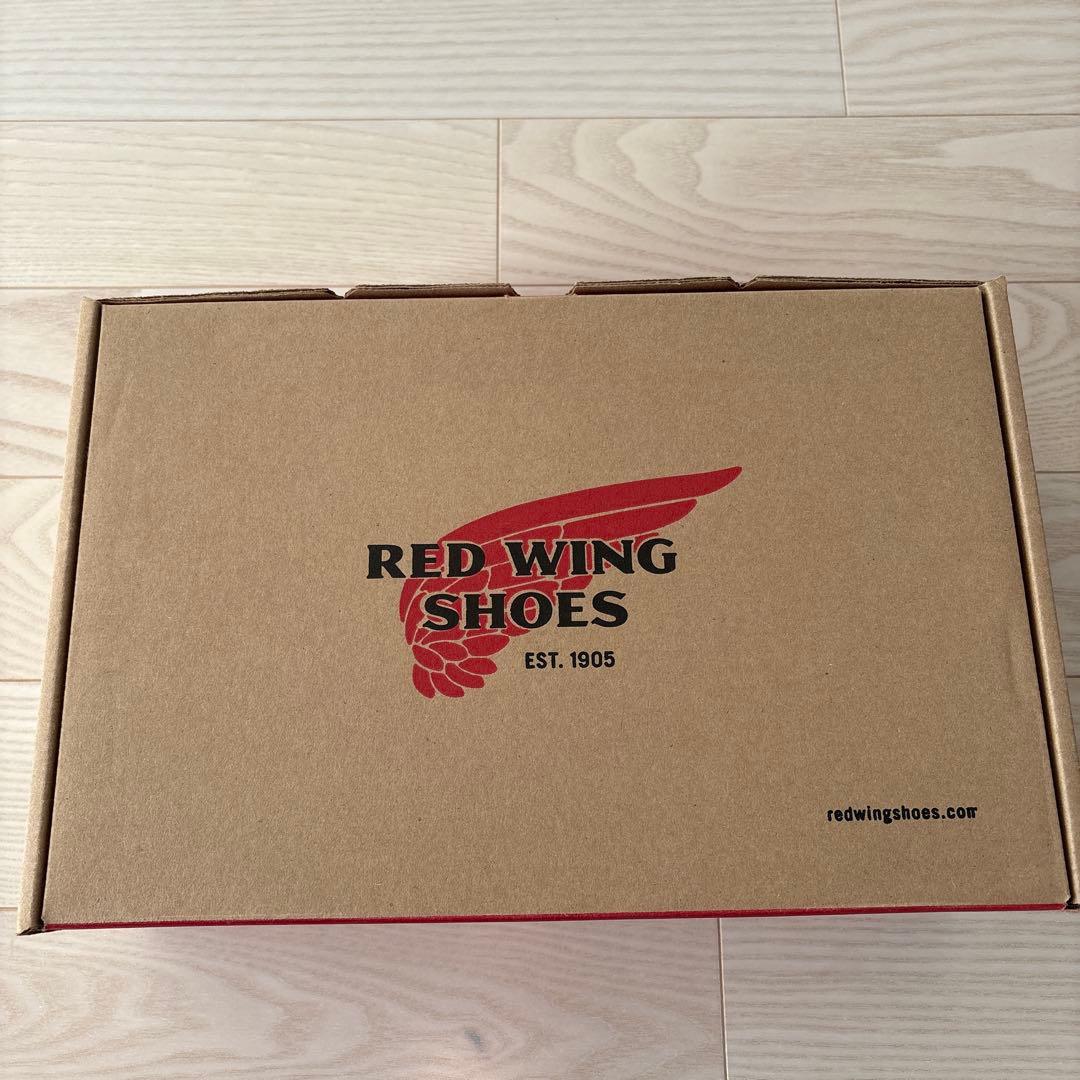 RED WING
SHOES
EST. 1905
redwingshoes.com